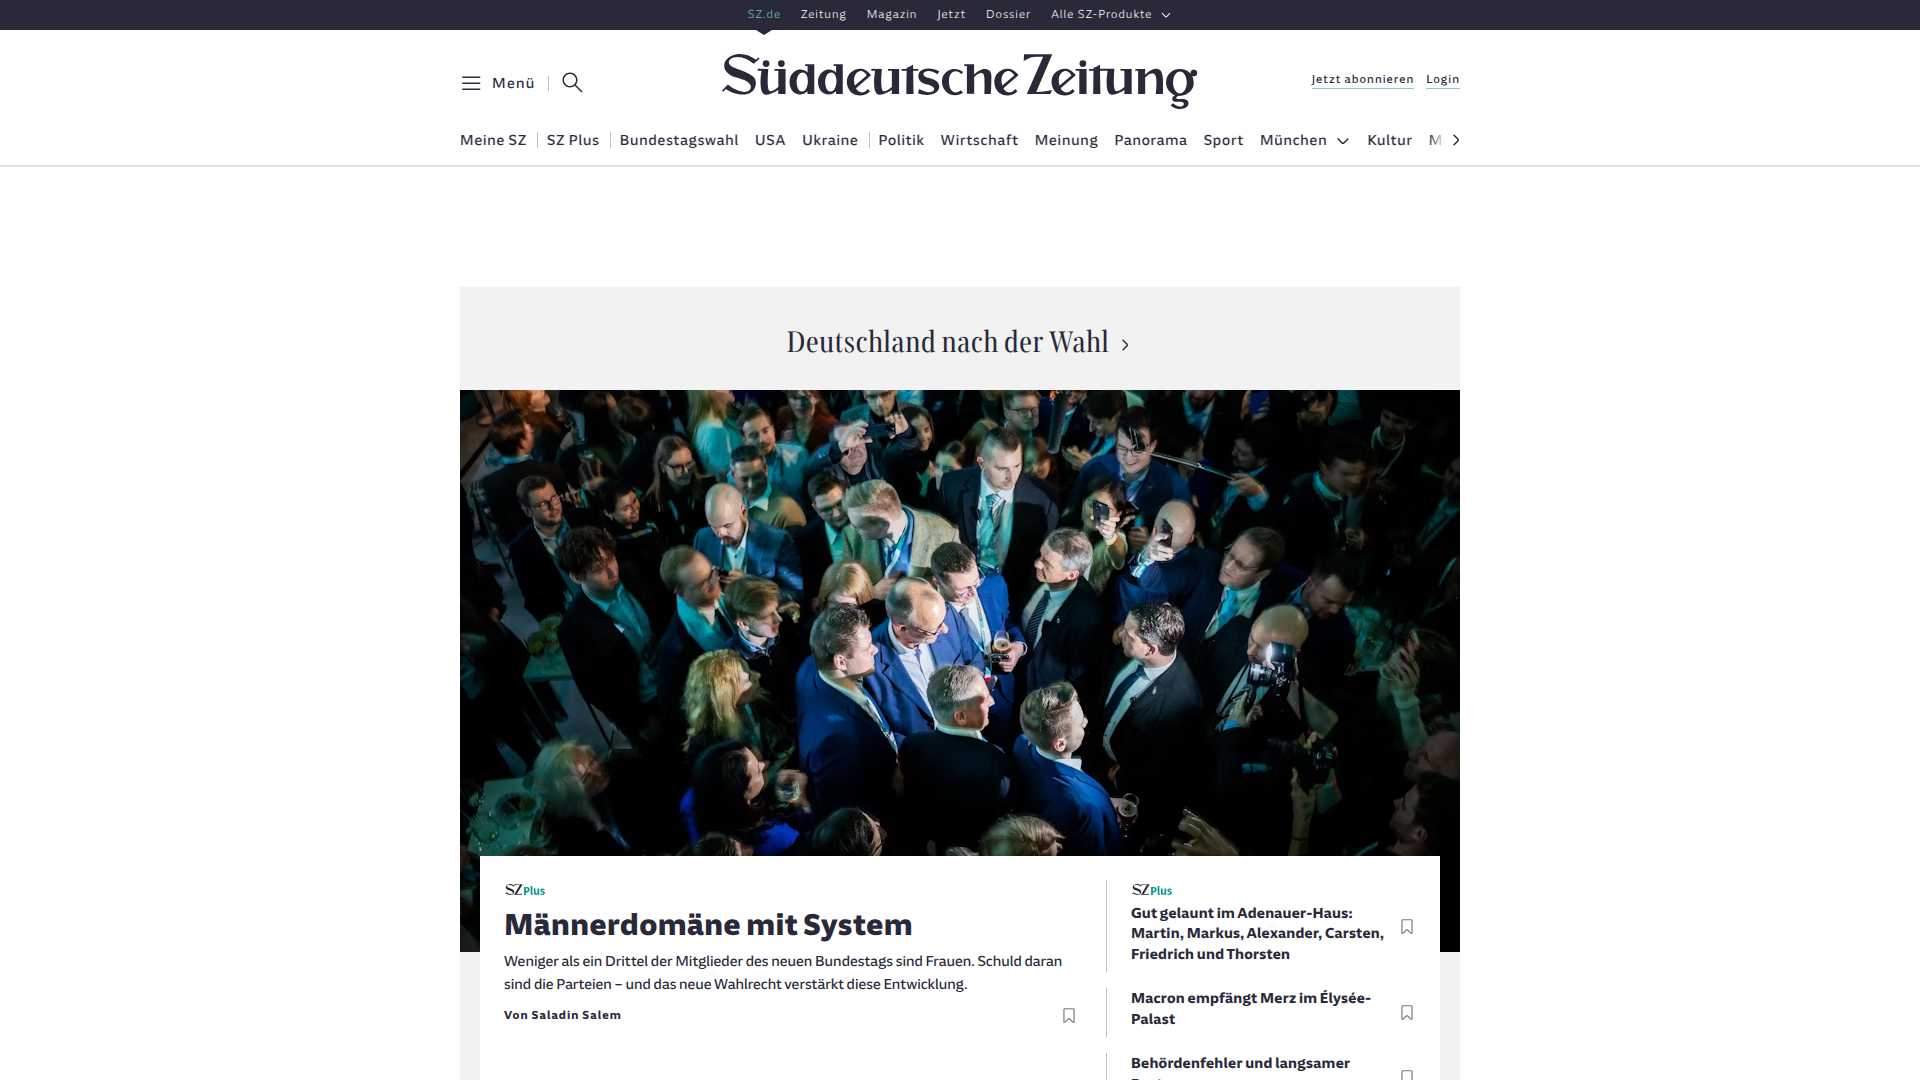 SZ.de Zeitung Magazin Jetzt Dossier Alle SZ-Produkte
Menü
Süddeutsche Zeitung
Jetzt abonnieren Login
Meine SZ SZ Plus Bundestagswahl USA Ukraine Politik Wirtschaft Meinung Panorama Sport München Kultur
Deutschland nach der Wahl
SZ Plus
Männerdomäne mit System
Weniger als ein Drittel der Mitglieder des neuen Bundestags sind Frauen. Schuld daran
sind die Parteien – und das neue Wahlrecht verstärkt diese Entwicklung.
Von Saladin Salem
SZ Plus
Gut gelaunt im Adenauer-Haus:
Martin, Markus, Alexander, Carsten,
Friedrich und Thorsten
Macron empfängt Merz im Élysée-
Palast
Behördenfehler und langsamer